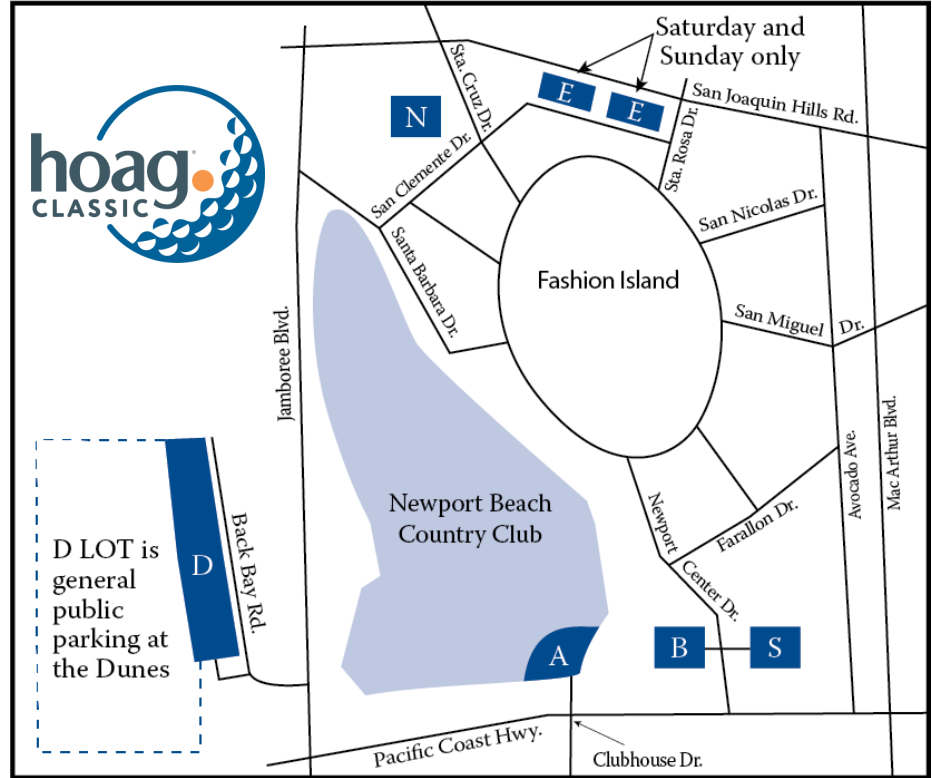 Saturday and
Sunday only
E
E
San Joaquin Hills Rd.
Sta. Cruz Dr.
N
hoag.
CLASSIC
San Clemente Dr.
Sta. Rosa Dr.
San Nicolas Dr.
Santa Barbara Dr.
Fashion Island
San Miguel Dr.
Jamboree Blvd.
Avocado Ave.
Mac Arthur Blvd.
Newport Beach
Country Club
Newport Center Dr.
Farallon Dr.
D LOT is
general
public
parking at
the Dunes
D
Back Bay Rd.
A
B
S
Pacific Coast Hwy.
Clubhouse Dr.